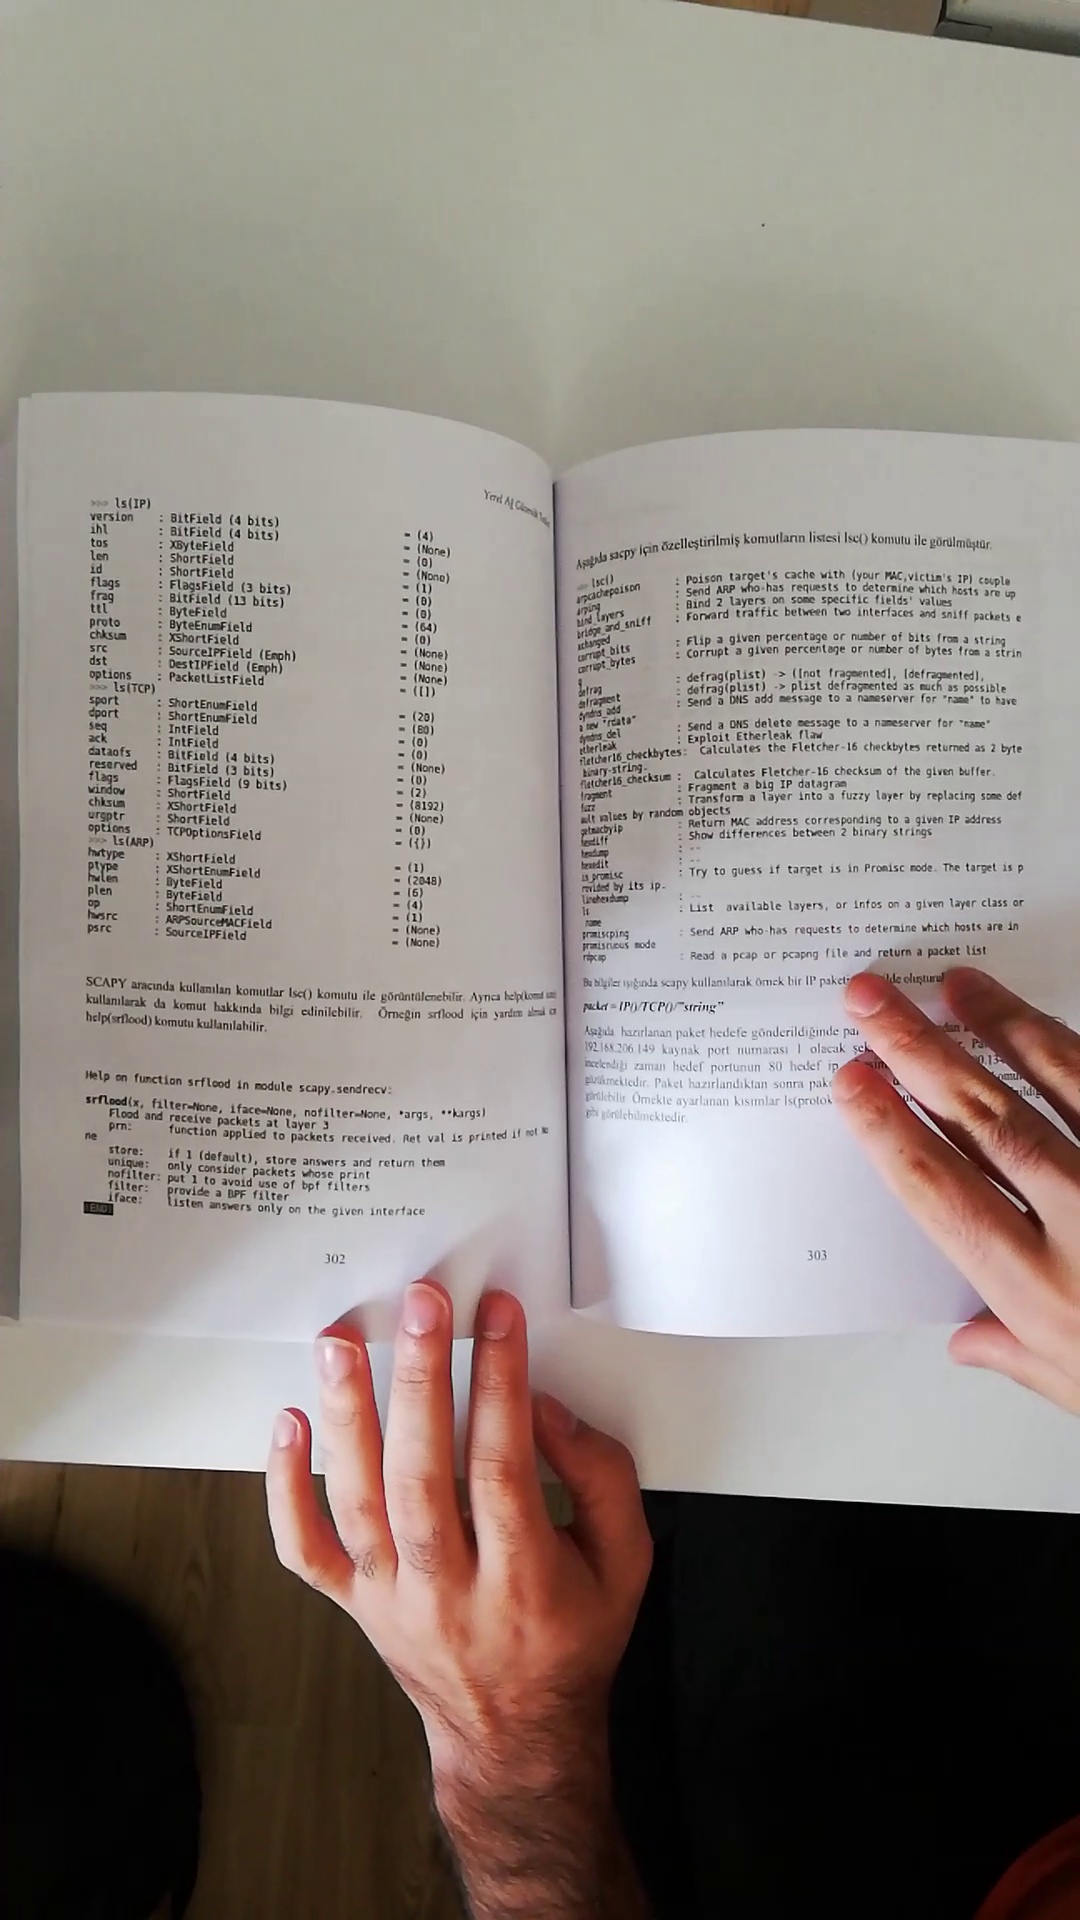 Yerel Ağ Güvenlik
>>> ls(IP)
version : BitField (4 bits) = (4)
ihl : BitField (4 bits) = (None)
tos : XByteField = (0)
len : ShortField = (None)
id : ShortField = (1)
flags : FlagsField (3 bits) = (0)
frag : BitField (13 bits) = (0)
ttl : ByteField = (64)
proto : ByteEnumField = (0)
chksum : XShortField = (None)
src : SourceIPField (Emph) = (None)
dst : DestIPField (Emph) = (None)
options : PacketListField = ([])
>>> ls(TCP)
sport : ShortEnumField = (20)
dport : ShortEnumField = (80)
seq : IntField = (0)
ack : IntField = (0)
dataofs : BitField (4 bits) = (None)
reserved : BitField (3 bits) = (0)
flags : FlagsField (9 bits) = (2)
window : ShortField = (8192)
chksum : XShortField = (None)
urgptr : ShortField = (0)
options : TCPOptionsField = ({})
>>> ls(ARP)
hwtype : XShortField = (1)
ptype : XShortEnumField = (2048)
hwlen : ByteField = (6)
plen : ByteField = (4)
op : ShortEnumField = (1)
hwsrc : ARPSourceMACField = (None)
psrc : SourceIPField = (None)
SCAPY aracında kullanılan komutlar lsc() komutu ile görüntülenebilir. Ayrıca help(komut
kullanılarak da komut hakkında bilgi edinilebilir. Örneğin srflood için yardım almak
help(srflood) komutu kullanılabilir.
Help on function srflood in module scapy.sendrecv:
srflood(x, filter=None, iface=None, nofilter=None, *args, **kargs)
Flood and receive packets at layer 3
prn: function applied to packets received. Ret val is printed if not No
ne
store: if 1 (default), store answers and return them
unique: only consider packets whose print
nofilter: put 1 to avoid use of bpf filters
filter: provide a BPF filter
iface: listen answers only on the given interface
(END)
302
Aşağıda sacpy için özelleştirilmiş komutların listesi lsc() komutu ile görülmüştür.
lsc()
arpcachepoison : Poison target's cache with (your MAC,victim's IP) couple
arping : Send ARP who-has requests to determine which hosts are up
bind_layers : Bind 2 layers on some specific fields' values
bridge_and_sniff : Forward traffic between two interfaces and sniff packets e
xchanged
corrupt_bits : Flip a given percentage or number of bits from a string
corrupt_bytes : Corrupt a given percentage or number of bytes from a strin
g
defrag : defrag(plist) -> ([not fragmented], [defragmented],
defragment : defrag(plist) -> plist defragmented as much as possible
dyndns_add : Send a DNS add message to a nameserver for "name" to have
a new "rdata"
dyndns_del : Send a DNS delete message to a nameserver for "name"
etherleak : Exploit Etherleak flaw
fletcher16_checkbytes: Calculates the Fletcher-16 checkbytes returned as 2 byte
binary-string.
fletcher16_checksum : Calculates Fletcher-16 checksum of the given buffer.
fragment : Fragment a big IP datagram
fuzz : Transform a layer into a fuzzy layer by replacing some def
ault values by random objects
getmacbyip : Return MAC address corresponding to a given IP address
hexdiff : Show differences between 2 binary strings
hexdump : --
hexedit : --
is_promisc : Try to guess if target is in Promisc mode. The target is p
rovided by its ip.
linehexdump : --
ls : List available layers, or infos on a given layer class or
name
promiscping : Send ARP who-has requests to determine which hosts are in
promiscuous mode
rdpcap : Read a pcap or pcapng file and return a packet list
Bu bilgiler ışığında scapy kullanılarak örnek bir IP paketi
packet = IP()/TCP()/"string"
Aşağıda hazırlanan paket hedefe gönderildiğinde
192.168.206.149 kaynak port numarası 1 olacak
incelendiği zaman hedef portunun 80 hedef ip
gözükmektedir. Paket hazırlandıktan sonra
görülebilir. Örnekte ayarlanan kısımlar
gibi görülebilmektedir.
303